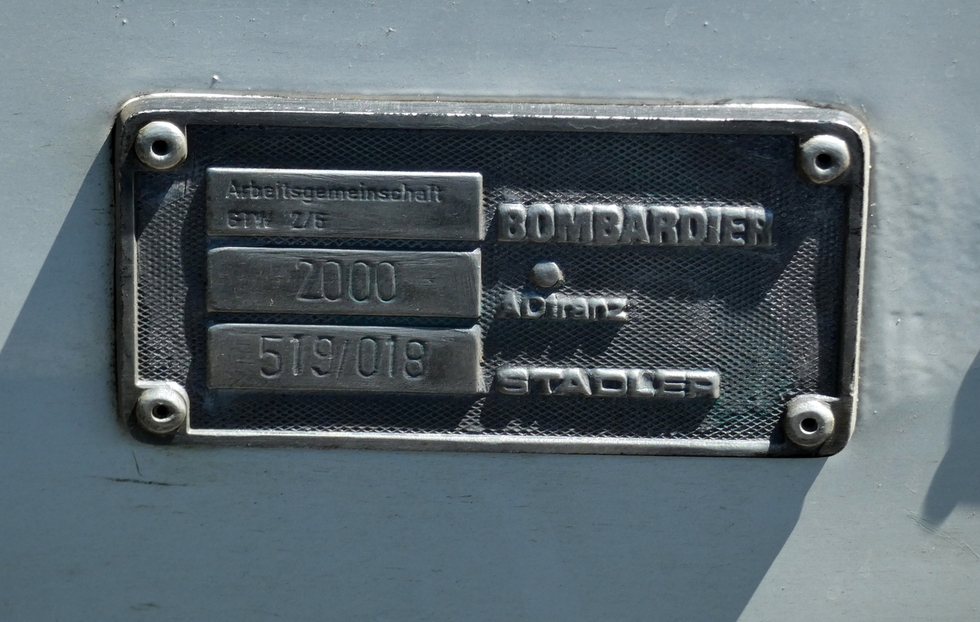 Arbeitsgemeinschaft
GTW 2/6
2000
519/018
BOMBARDIER
ADtranz
STADLER